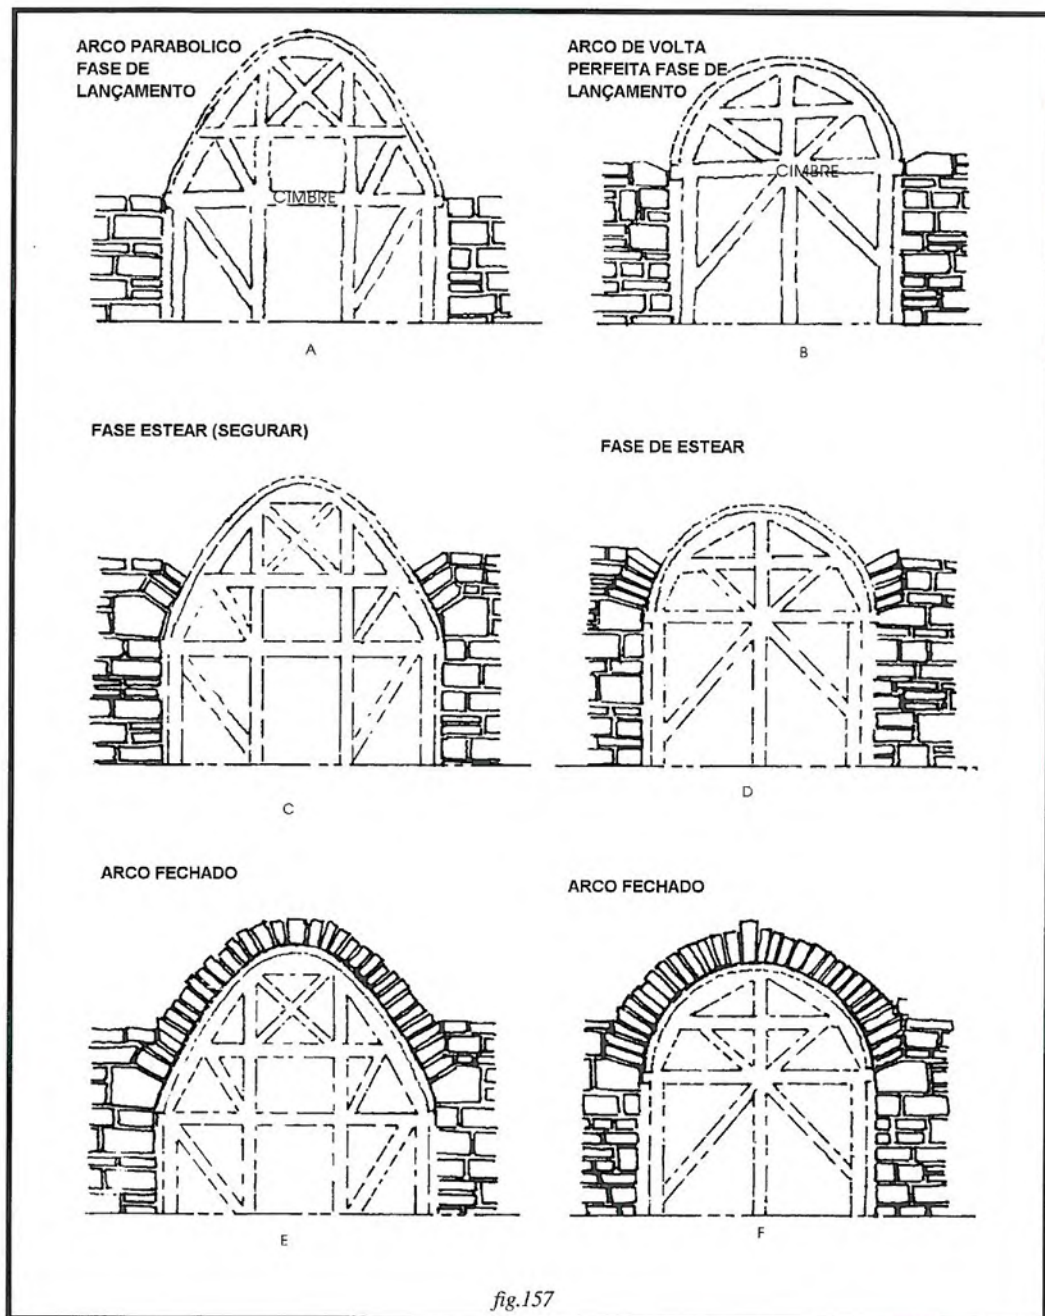 ARCO PARABOLICO
FASE DE
LANÇAMENTO
CIMBRE
A
ARCO DE VOLTA
PERFEITA FASE DE
LANÇAMENTO
CIMBRE
B
FASE ESTEAR (SEGURAR)
C
FASE DE ESTEAR
D
ARCO FECHADO
E
ARCO FECHADO
F
fig.157